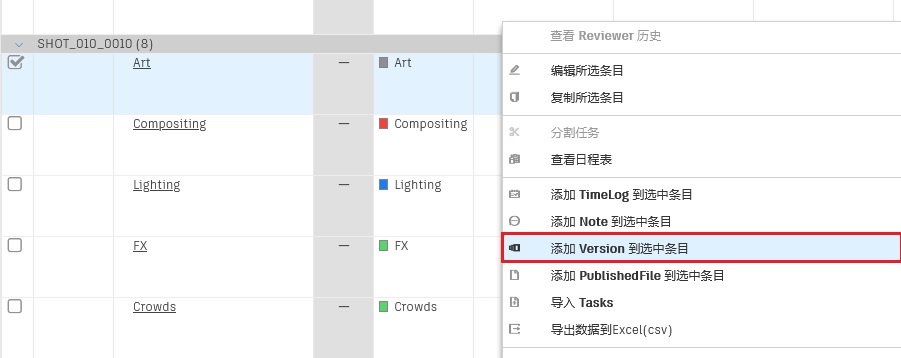 查看 Reviewer 历史
SHOT_010_0010 (8)
Art — Art
编辑所选条目
复制所选条目
Compositing — Compositing
分割任务
查看日程表
Lighting — Lighting
添加 TimeLog 到选中条目
添加 Note 到选中条目
FX — FX
添加 Version 到选中条目
添加 PublishedFile 到选中条目
Crowds — Crowds
导入 Tasks
导出数据到Excel(csv)